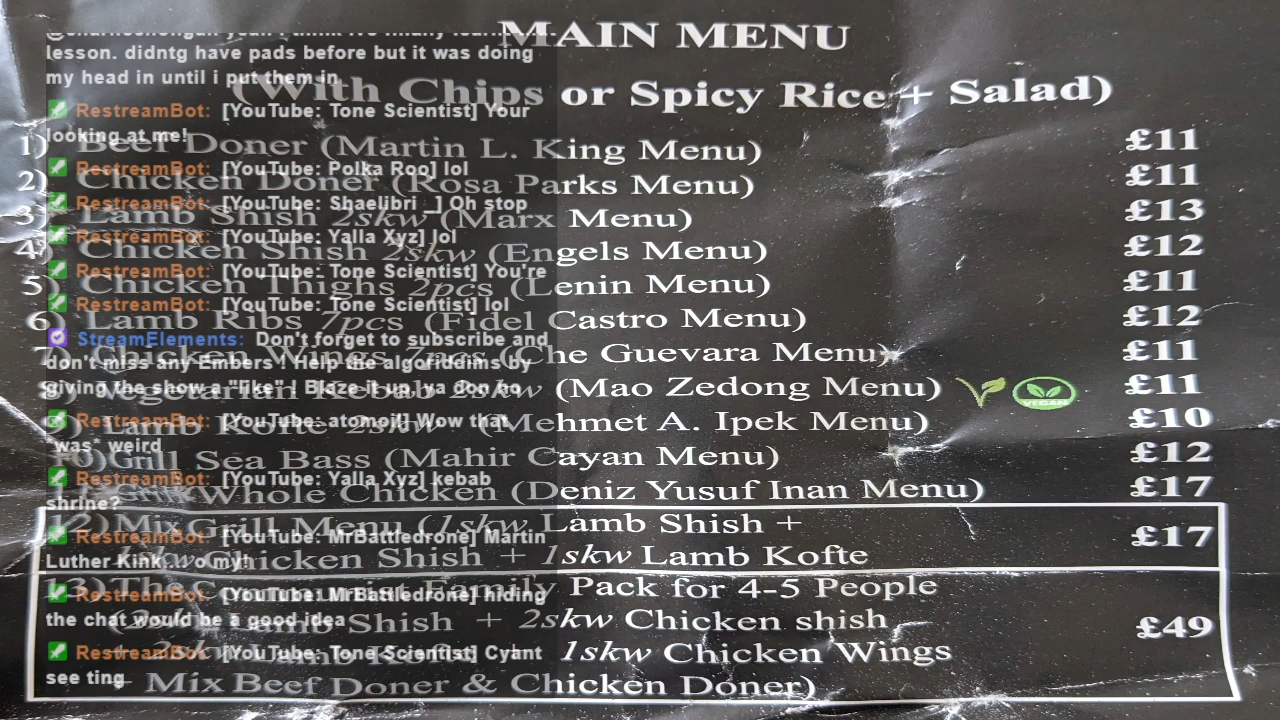 MAIN MENU
(With Chips or Spicy Rice + Salad)
1) Beef Doner (Martin L. King Menu) £11
2) Chicken Doner (Rosa Parks Menu) £11
3) Lamb Shish 2skw (Marx Menu) £13
4) Chicken Shish 2skw (Engels Menu) £12
5) Chicken Thighs 2pcs (Lenin Menu) £11
6) Lamb Ribs 7pcs (Fidel Castro Menu) £12
7) Chicken Wings 7pcs (Che Guevara Menu) £11
8) Vegetarian Kebab 2skw (Mao Zedong Menu) VEGAN £11
9) Lamb Kofte 2skw (Mehmet A. Ipek Menu) £10
10) Grill Sea Bass (Mahir Cayan Menu) £12
Grill Whole Chicken (Deniz Yusuf Inan Menu) £17
12) Mix Grill Menu (1skw Lamb Shish +
1skw Chicken Shish + 1skw Lamb Kofte £17
13) The Communist Family Pack for 4-5 People
(2skw Lamb Shish + 2skw Chicken shish £49
+ 2skw Lamb Kofte + 1skw Chicken Wings
+ Mix Beef Doner & Chicken Doner)
lesson. didntg have pads before but it was doing
my head in until i put them in
RestreamBot: [YouTube: Tone Scientist] Your
looking at me!
RestreamBot: [YouTube: Polka Roo] lol
RestreamBot: [YouTube: Shaelibri _] Oh stop
RestreamBot: [YouTube: Yalla Xyz] lol
RestreamBot: [YouTube: Tone Scientist] You're
RestreamBot: [YouTube: Tone Scientist] lol
StreamElements: Don't forget to subscribe and
don't miss any Embers ! Help the algoriddims by
giving the show a "like" ! Blaze it up, ya don ho
RestreamBot: [YouTube: atomojl] Wow that
*was* weird
RestreamBot: [YouTube: Yalla Xyz] kebab
shrine?
RestreamBot: [YouTube: MrBattledrone] Martin
Luther Kink..wo my!
RestreamBot: [YouTube: MrBattledrone] hiding
the chat would be a good idea
RestreamBot: [YouTube: Tone Scientist] Cyant
see ting